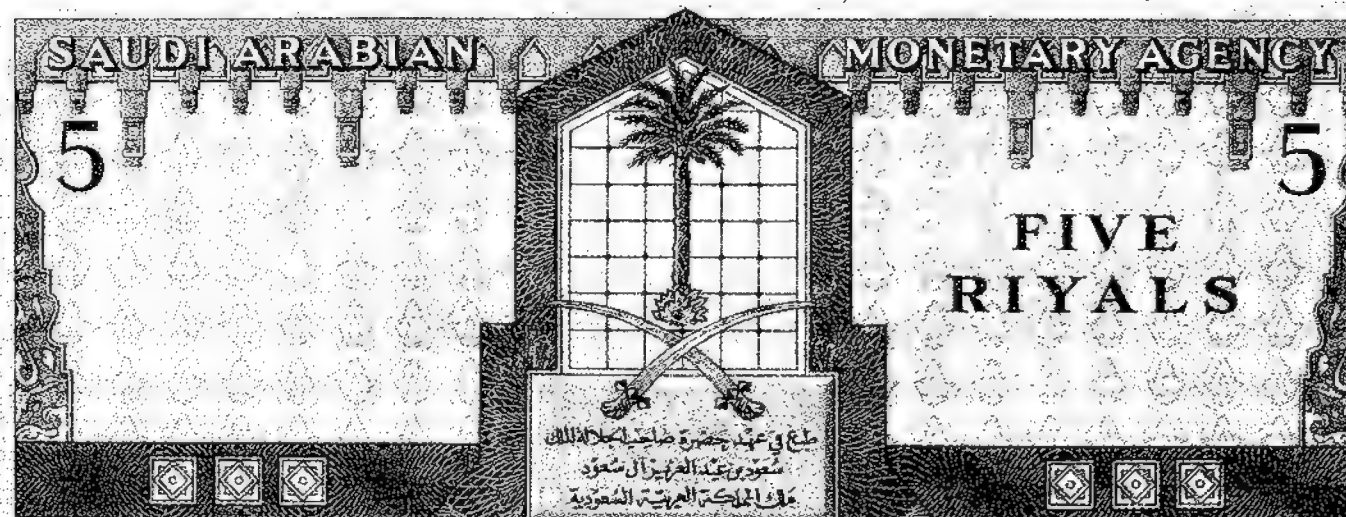 SAUDI ARABIAN MONETARY AGENCY
5 5
FIVE
RIYALS
طبع في عهد حضرة صاحب الجلالة الملك
سعود بن عبد العزيز آل سعود
ملك المملكة العربية السعودية